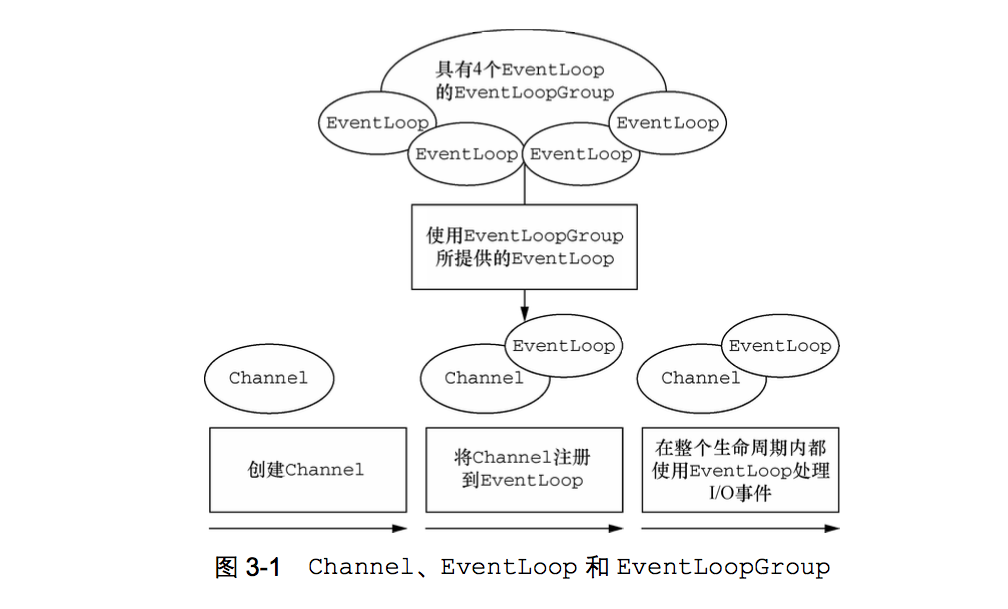 具有4个EventLoop
的EventLoopGroup
EventLoop
EventLoop
EventLoop
EventLoop
使用EventLoopGroup
所提供的EventLoop
Channel
Channel
EventLoop
Channel
EventLoop
创建Channel
将Channel注册
到EventLoop
在整个生命周期内都
使用EventLoop处理
I/O事件
图 3-1 Channel、EventLoop 和 EventLoopGroup